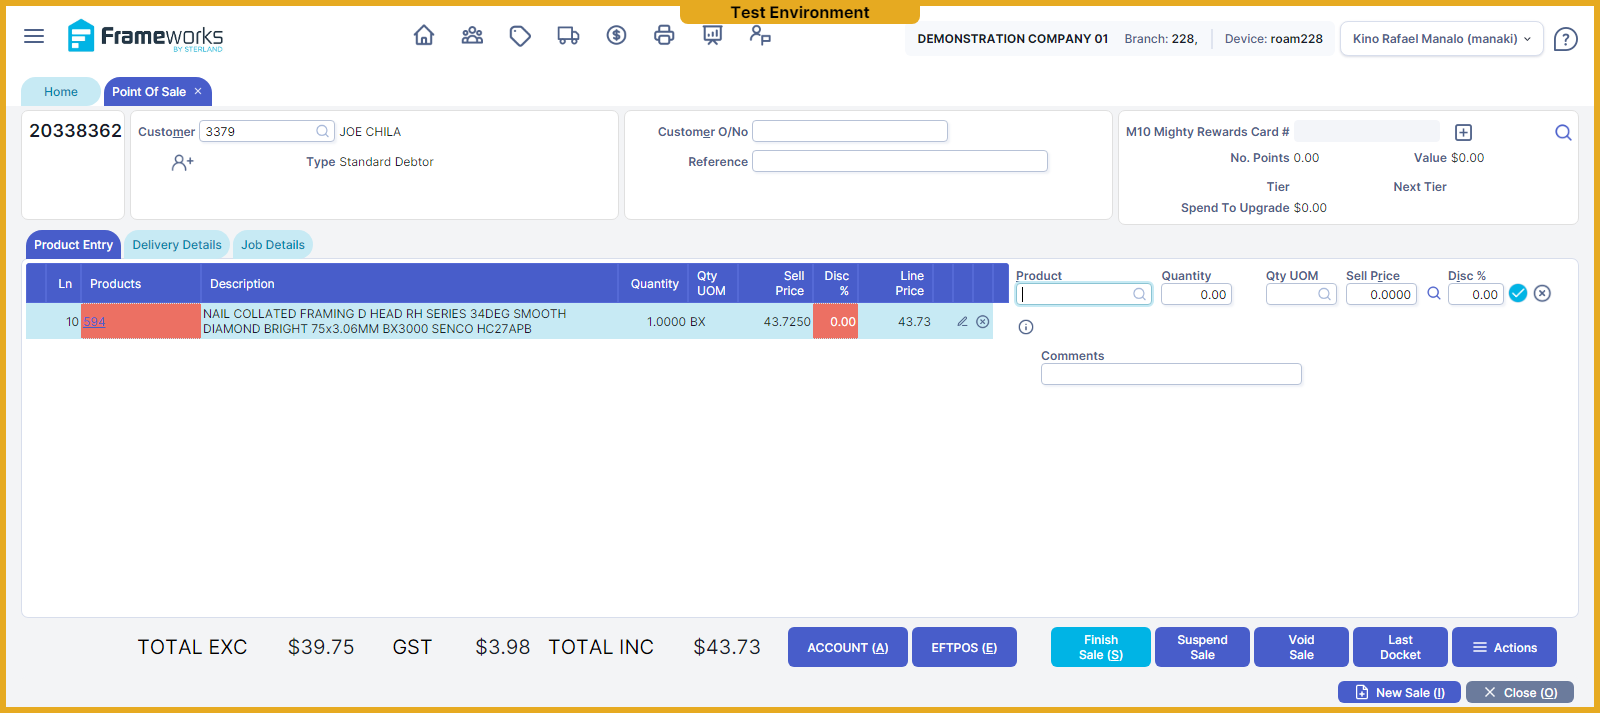 Test Environment
Frameworks
BY STERLAND
DEMONSTRATION COMPANY 01 Branch: 228, Device: roam228
Kino Rafael Manalo (manaki)
?
Home
Point Of Sale ×
20338362
Customer 3379 JOE CHILA
Type Standard Debtor
Customer O/No
Reference
M10 Mighty Rewards Card #
No. Points 0.00 Value $0.00
Tier Next Tier
Spend To Upgrade $0.00
Product Entry Delivery Details Job Details
Ln Products Description Quantity Qty UOM Sell Price Disc % Line Price
10 594 NAIL COLLATED FRAMING D HEAD RH SERIES 34DEG SMOOTH
DIAMOND BRIGHT 75x3.06MM BX3000 SENCO HC27APB
1.0000 BX 43.7250 0.00 43.73
Product Quantity Qty UOM Sell Price Disc %
0.00 0.0000 0.00
Comments
TOTAL EXC $39.75 GST $3.98 TOTAL INC $43.73
ACCOUNT (A)
EFTPOS (E)
Finish
Sale (S)
Suspend
Sale
Void
Sale
Last
Docket
Actions
New Sale (I)
Close (O)